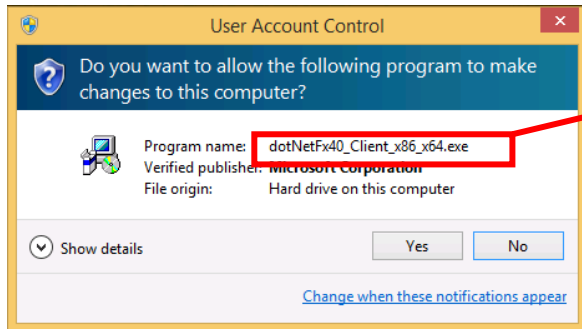 User Account Control
Do you want to allow the following program to make
changes to this computer?
Program name: dotNetFx40_Client_x86_x64.exe
Verified publisher: Microsoft Corporation
File origin: Hard drive on this computer
Show details
Yes No
Change when these notifications appear